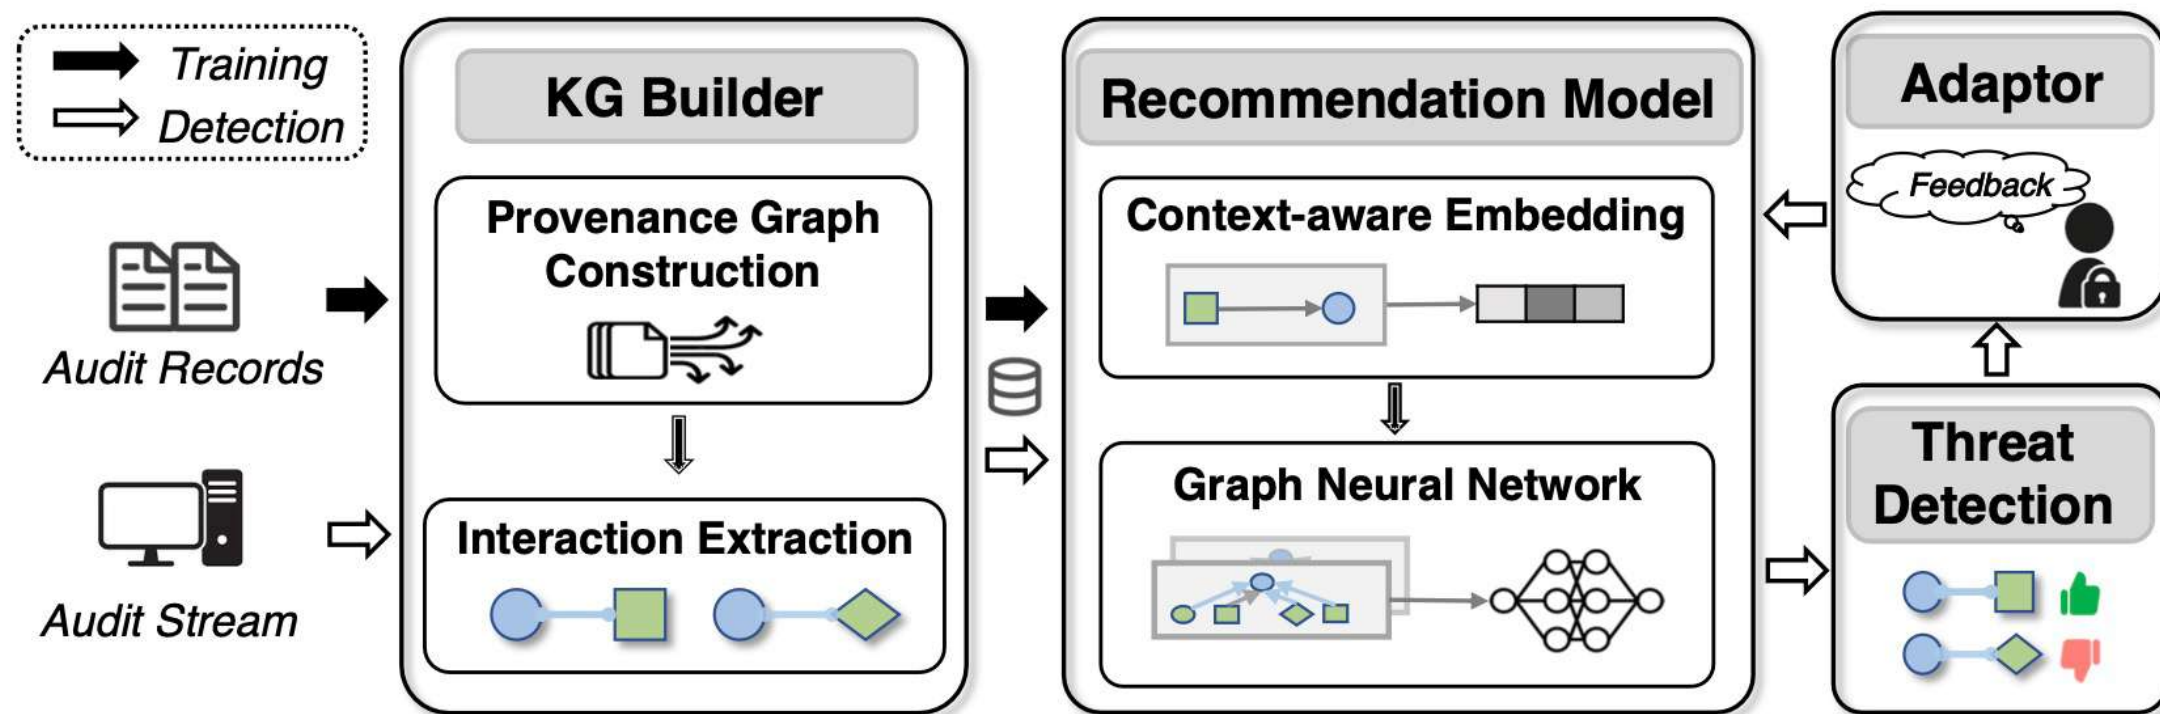 Training
Detection
Audit Records
Audit Stream
KG Builder
Provenance Graph
Construction
Interaction Extraction
Recommendation Model
Context-aware Embedding
Graph Neural Network
Adaptor
Feedback
Threat
Detection